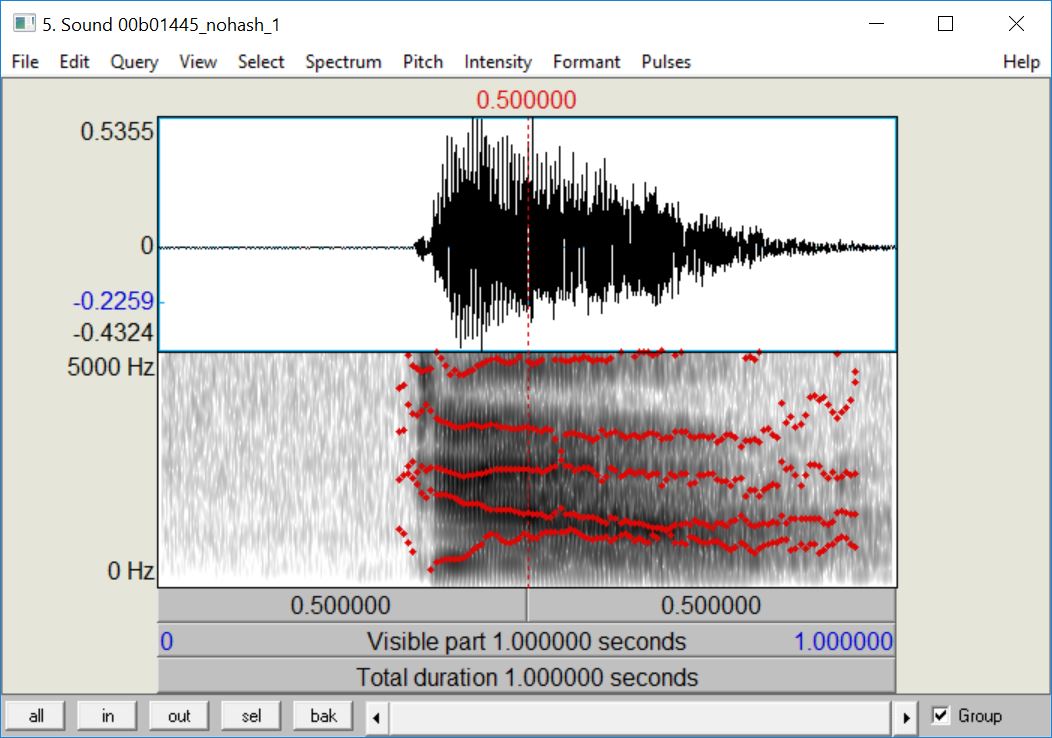 5. Sound 00b01445_nohash_1
File Edit Query View Select Spectrum Pitch Intensity Formant Pulses Help
0.500000
0.5355
0
-0.2259
-0.4324
5000 Hz
0 Hz
0.500000 0.500000
0 Visible part 1.000000 seconds 1.000000
Total duration 1.000000 seconds
all in out sel bak Group